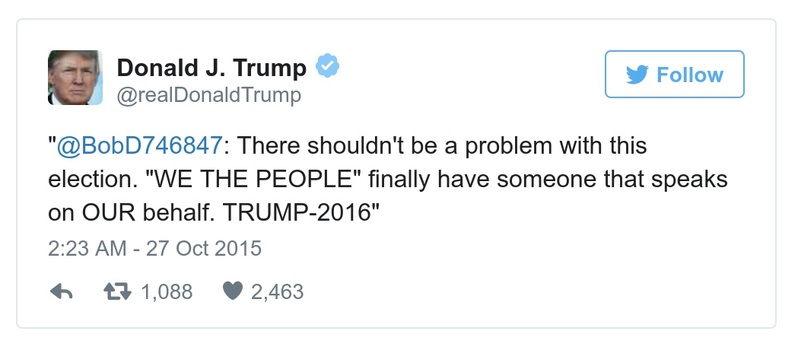 Donald J. Trump
@realDonaldTrump
Follow
"@BobD746847: There shouldn't be a problem with this
election. "WE THE PEOPLE" finally have someone that speaks
on OUR behalf. TRUMP-2016"
2:23 AM - 27 Oct 2015
1,088 2,463